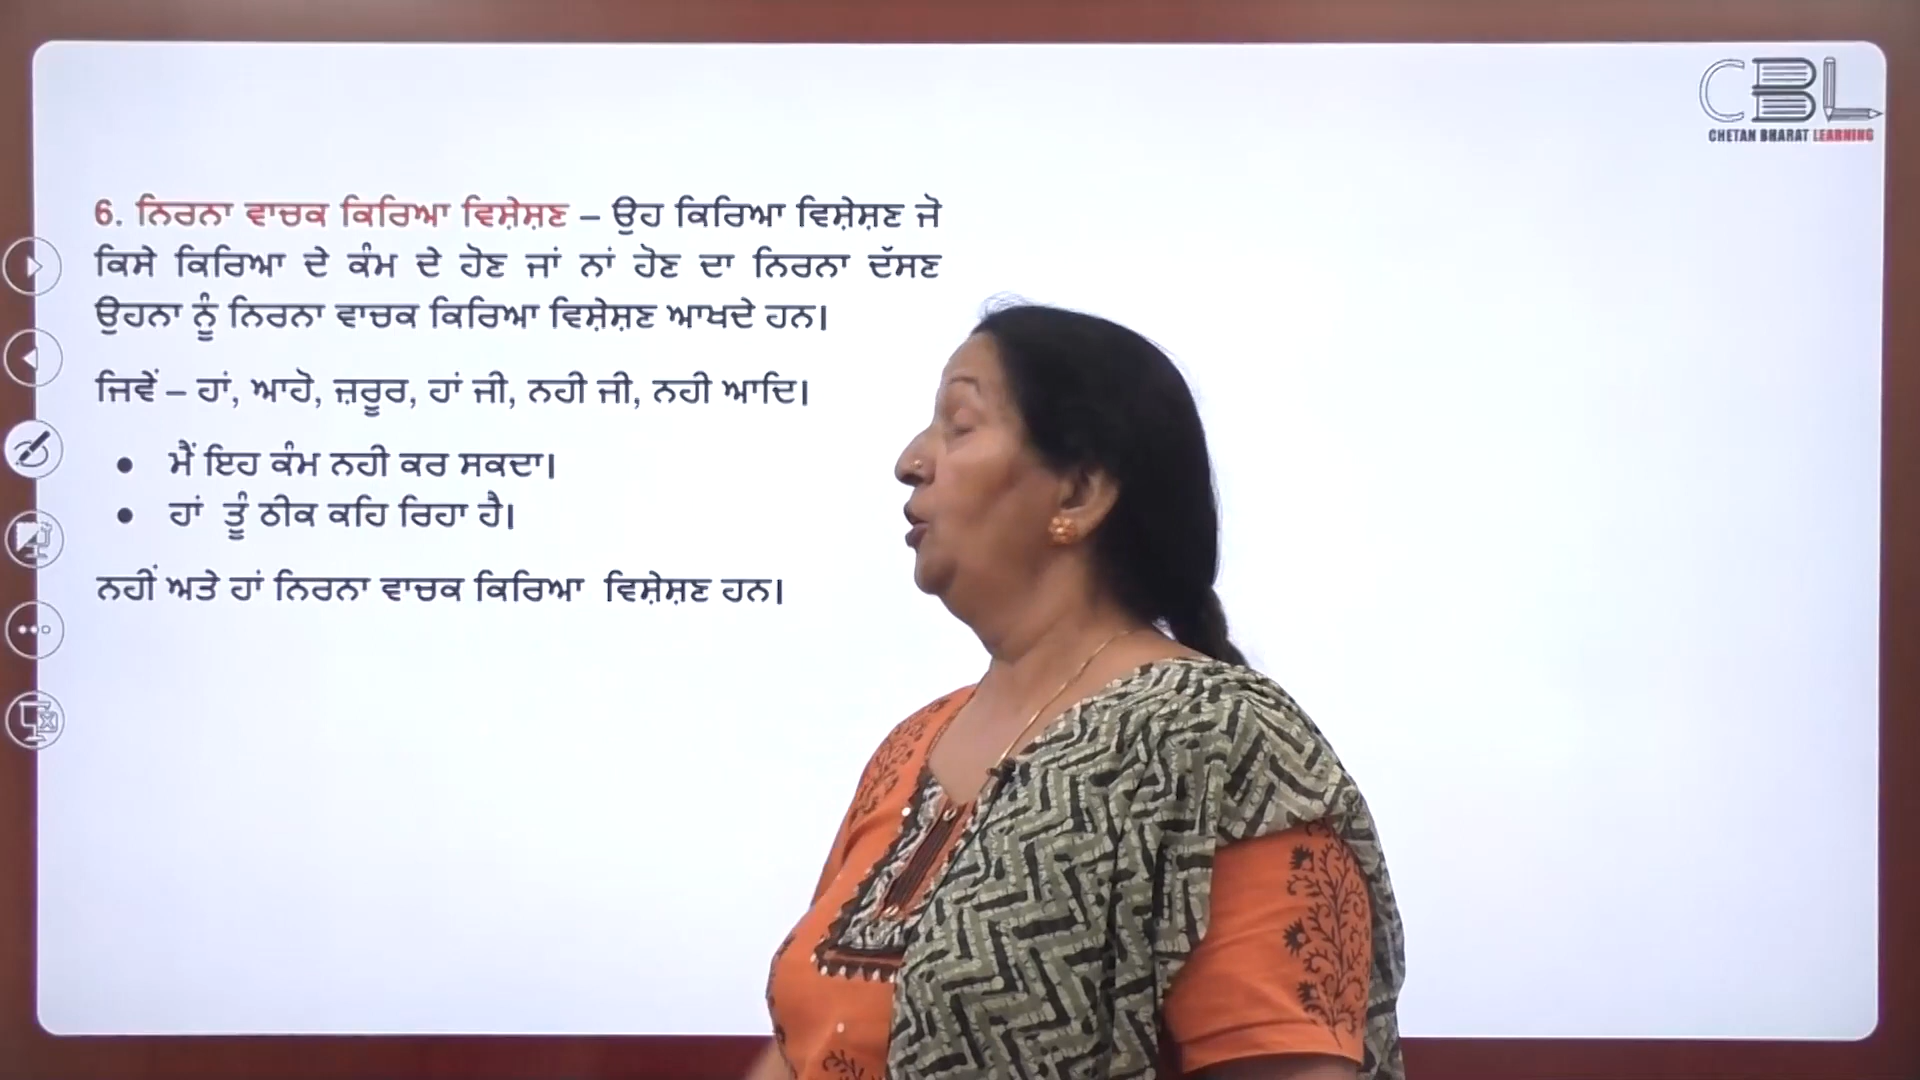 CBL
CHETAN BHARAT LEARNING
6. ਨਿਰਨਾ ਵਾਚਕ ਕਿਰਿਆ ਵਿਸ਼ੇਸ਼ਣ – ਉਹ ਕਿਰਿਆ ਵਿਸ਼ੇਸ਼ਣ ਜੋ
ਕਿਸੇ ਕਿਰਿਆ ਦੇ ਕੰਮ ਦੇ ਹੋਣ ਜਾਂ ਨਾਂ ਹੋਣ ਦਾ ਨਿਰਨਾ ਦੱਸਣ
ਉਹਨਾ ਨੂੰ ਨਿਰਨਾ ਵਾਚਕ ਕਿਰਿਆ ਵਿਸ਼ੇਸ਼ਣ ਆਖਦੇ ਹਨ।
ਜਿਵੇਂ – ਹਾਂ, ਆਹੋ, ਜ਼ਰੂਰ, ਹਾਂ ਜੀ, ਨਹੀ ਜੀ, ਨਹੀ ਆਦਿ।
• ਮੈਂ ਇਹ ਕੰਮ ਨਹੀ ਕਰ ਸਕਦਾ।
• ਹਾਂ ਤੂੰ ਠੀਕ ਕਹਿ ਰਿਹਾ ਹੈ।
ਨਹੀਂ ਅਤੇ ਹਾਂ ਨਿਰਨਾ ਵਾਚਕ ਕਿਰਿਆ ਵਿਸ਼ੇਸ਼ਣ ਹਨ।